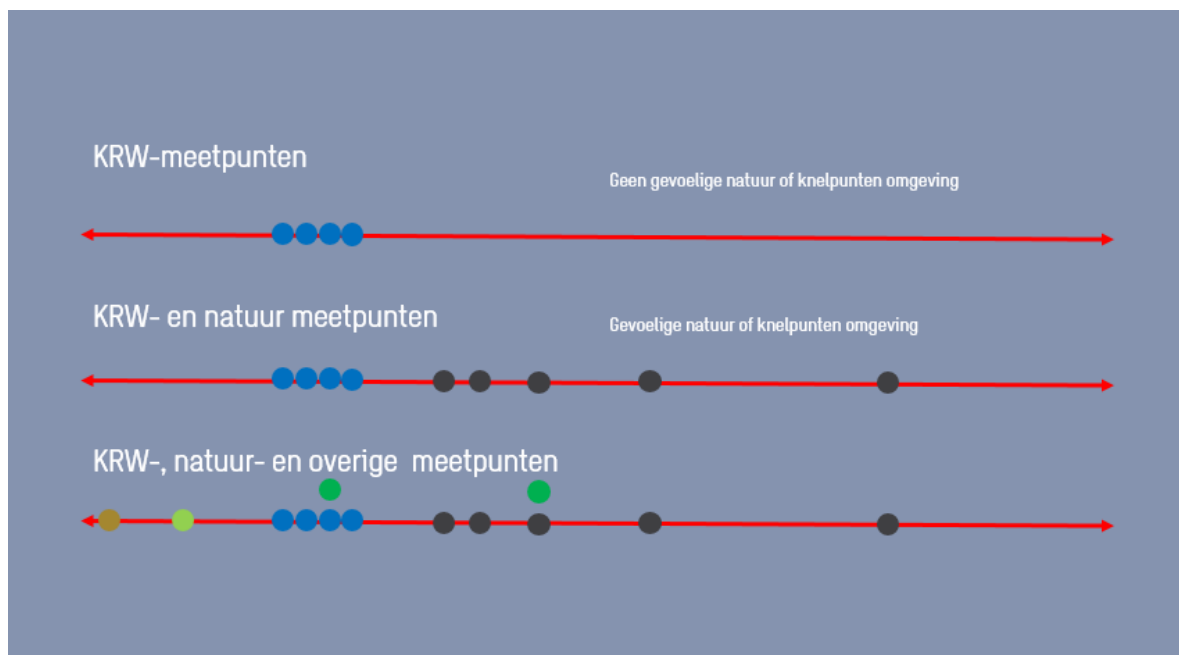 KRW-meetpunten
Geen gevoelige natuur of knelpunten omgeving
KRW- en natuur meetpunten
Gevoelige natuur of knelpunten omgeving
KRW-, natuur- en overige meetpunten